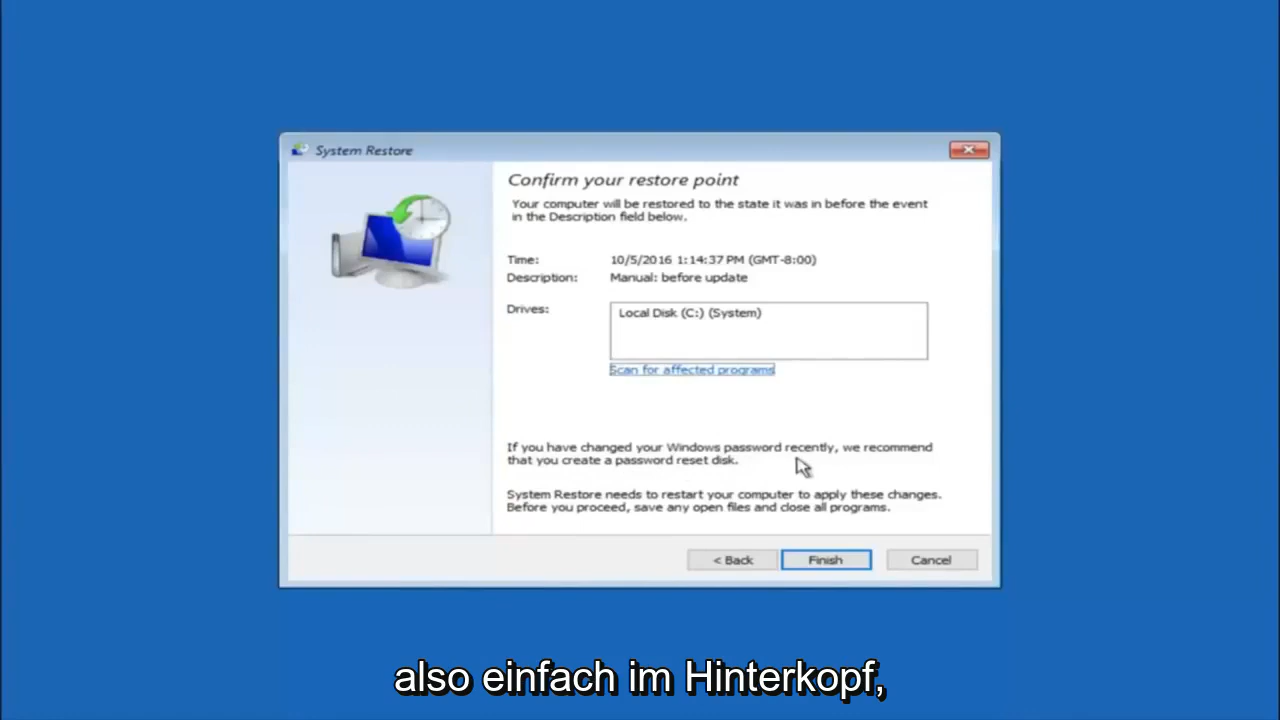 System Restore
Confirm your restore point
Your computer will be restored to the state it was in before the event
in the Description field below.
Time: 10/5/2016 1:14:37 PM (GMT-8:00)
Description: Manual: before update
Drives: Local Disk (C:) (System)
Scan for affected programs
If you have changed your Windows password recently, we recommend
that you create a password reset disk.
System Restore needs to restart your computer to apply these changes.
Before you proceed, save any open files and close all programs.
< Back Finish Cancel
also einfach im Hinterkopf,